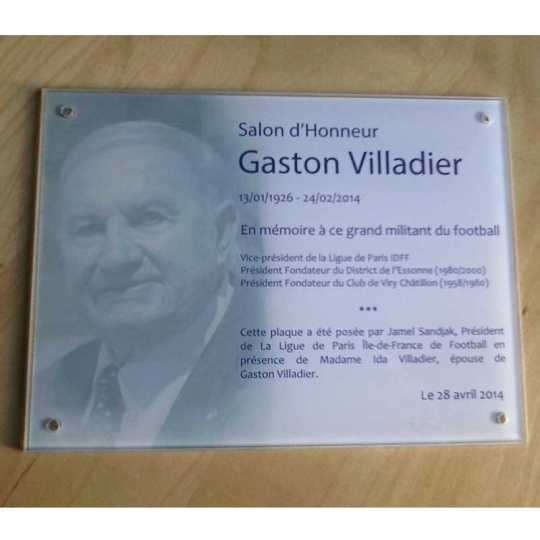 Salon d'Honneur
Gaston Villadier
13/01/1926 - 24/02/2014
En mémoire à ce grand militant du football
Vice-président de la Ligue de Paris IDFF
Président Fondateur du District de l'Essonne (1980/2000)
Président Fondateur du Club de Viry Châtillon (1958/1980)
***
Cette plaque a été posée par Jamel Sandjak, Président
de La Ligue de Paris Île-de-France de Football en
présence de Madame Ida Villadier, épouse de
Gaston Villadier.
Le 28 avril 2014